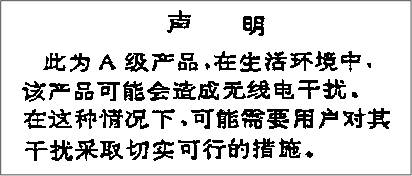 声 明
此为 A 级产品,在生活环境中,
该产品可能会造成无线电干扰。
在这种情况下,可能需要用户对其
干扰采取切实可行的措施。